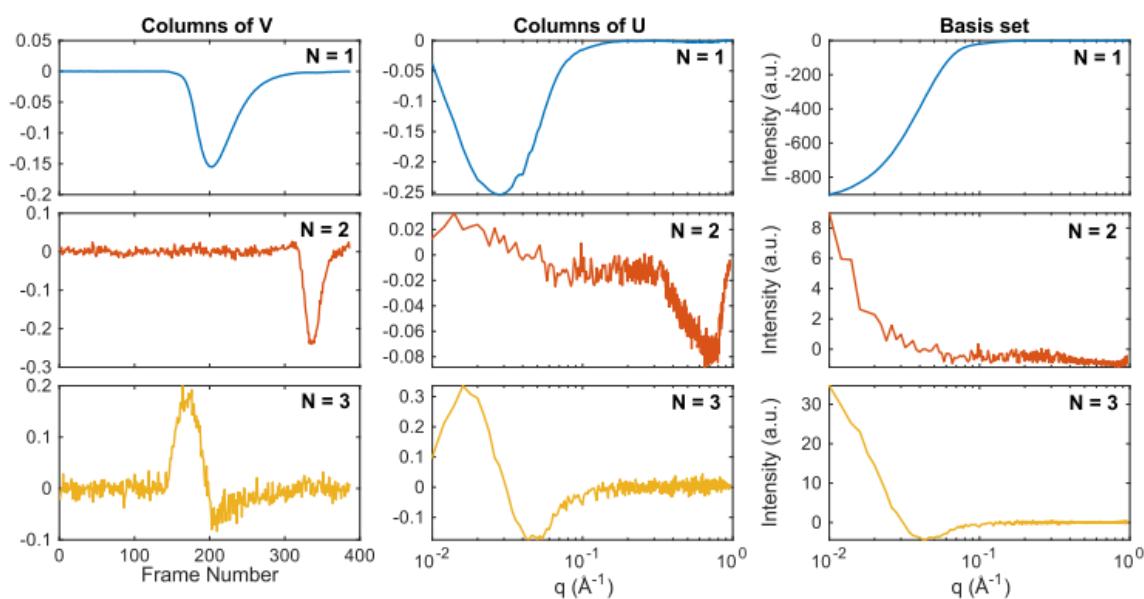 Columns of V
Columns of U
Basis set
0.05
0
-0.05
-0.1
-0.15
-0.2
N = 1
0
-0.05
-0.1
-0.15
-0.2
-0.25
N = 1
Intensity (a.u.)
0
-200
-400
-600
-800
N = 1
0.1
0
-0.1
-0.2
-0.3
N = 2
0.02
0
-0.02
-0.04
-0.06
-0.08
N = 2
Intensity (a.u.)
8
6
4
2
0
N = 2
0.2
0.1
0
-0.1
N = 3
0 100 200 300 400
Frame Number
0.3
0.2
0.1
0
-0.1
N = 3
10-2 10-1 100
q (Å-1)
Intensity (a.u.)
30
20
10
0
N = 3
10-2 10-1 100
q (Å-1)